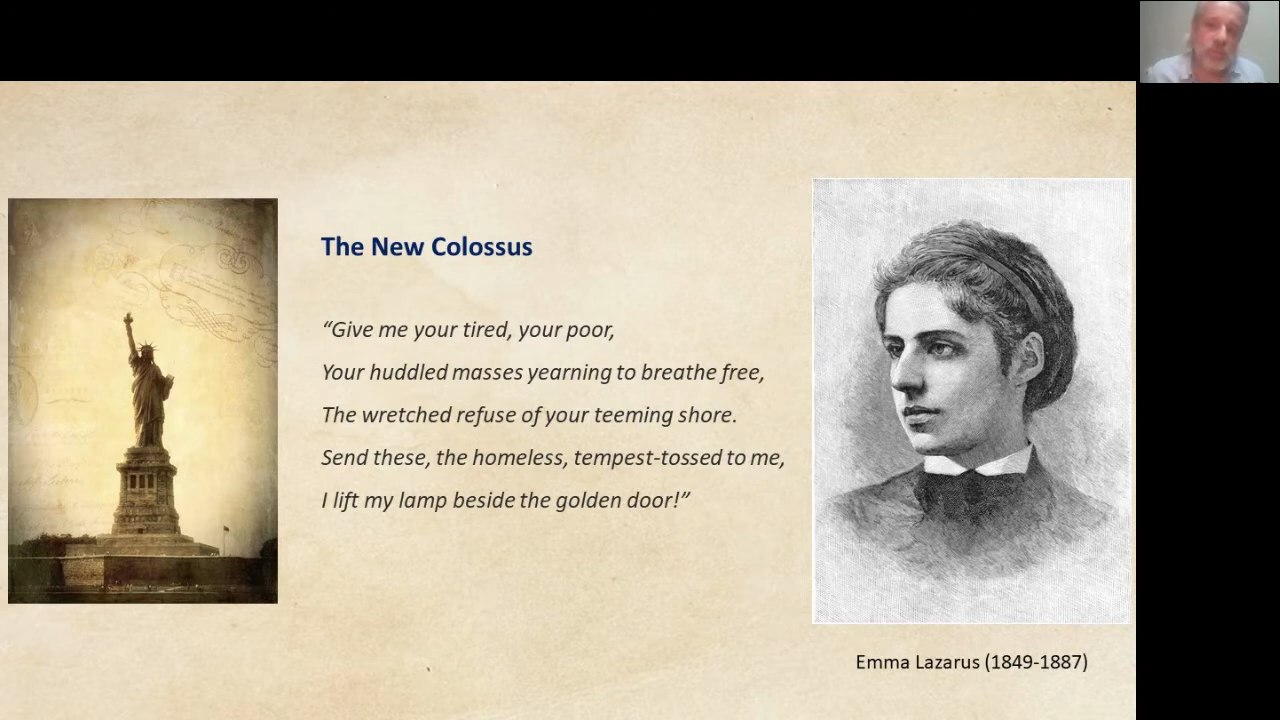 The New Colossus
“Give me your tired, your poor,
Your huddled masses yearning to breathe free,
The wretched refuse of your teeming shore.
Send these, the homeless, tempest-tossed to me,
I lift my lamp beside the golden door!”
Emma Lazarus (1849-1887)